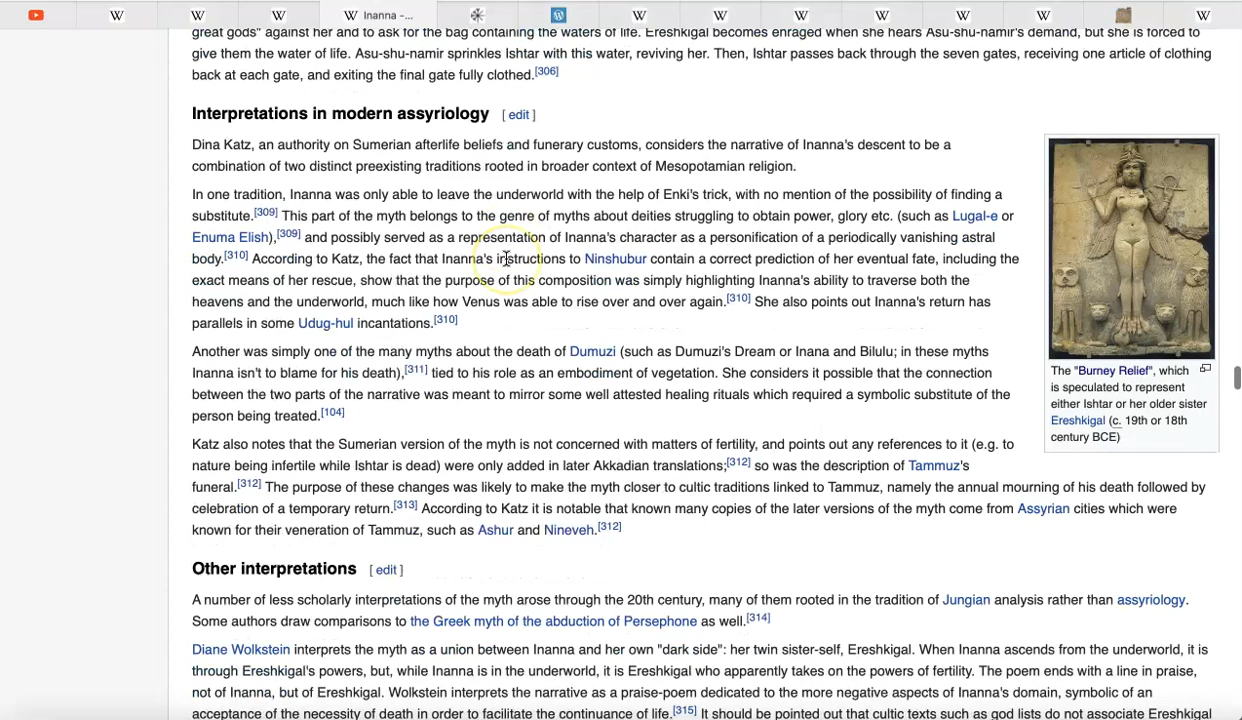 Inanna -...
great gods" against her and to ask for the bag containing the waters of life. Ereshkigal becomes enraged when she hears Asu-shu-namir's demand, but she is forced to
give them the water of life. Asu-shu-namir sprinkles Ishtar with this water, reviving her. Then, Ishtar passes back through the seven gates, receiving one article of clothing
back at each gate, and exiting the final gate fully clothed.[306]
Interpretations in modern assyriology [ edit ]
Dina Katz, an authority on Sumerian afterlife beliefs and funerary customs, considers the narrative of Inanna's descent to be a
combination of two distinct preexisting traditions rooted in broader context of Mesopotamian religion.
In one tradition, Inanna was only able to leave the underworld with the help of Enki's trick, with no mention of the possibility of finding a
substitute.[309] This part of the myth belongs to the genre of myths about deities struggling to obtain power, glory etc. (such as Lugal-e or
Enuma Elish),[309] and possibly served as a representation of Inanna's character as a personification of a periodically vanishing astral
body.[310] According to Katz, the fact that Inanna's instructions to Ninshubur contain a correct prediction of her eventual fate, including the
exact means of her rescue, show that the purpose of this composition was simply highlighting Inanna's ability to traverse both the
heavens and the underworld, much like how Venus was able to rise over and over again.[310] She also points out Inanna's return has
parallels in some Udug-hul incantations.[310]
Another was simply one of the many myths about the death of Dumuzi (such as Dumuzi's Dream or Inana and Bilulu; in these myths
Inanna isn't to blame for his death),[311] tied to his role as an embodiment of vegetation. She considers it possible that the connection
between the two parts of the narrative was meant to mirror some well attested healing rituals which required a symbolic substitute of the
person being treated.[104]
Katz also notes that the Sumerian version of the myth is not concerned with matters of fertility, and points out any references to it (e.g. to
nature being infertile while Ishtar is dead) were only added in later Akkadian translations;[312] so was the description of Tammuz's
funeral.[312] The purpose of these changes was likely to make the myth closer to cultic traditions linked to Tammuz, namely the annual mourning of his death followed by
celebration of a temporary return.[313] According to Katz it is notable that known many copies of the later versions of the myth come from Assyrian cities which were
known for their veneration of Tammuz, such as Ashur and Nineveh.[312]
The "Burney Relief", which
is speculated to represent
either Ishtar or her older sister
Ereshkigal (c. 19th or 18th
century BCE)
Other interpretations [ edit ]
A number of less scholarly interpretations of the myth arose through the 20th century, many of them rooted in the tradition of Jungian analysis rather than assyriology.
Some authors draw comparisons to the Greek myth of the abduction of Persephone as well.[314]
Diane Wolkstein interprets the myth as a union between Inanna and her own "dark side": her twin sister-self, Ereshkigal. When Inanna ascends from the underworld, it is
through Ereshkigal's powers, but, while Inanna is in the underworld, it is Ereshkigal who apparently takes on the powers of fertility. The poem ends with a line in praise,
not of Inanna, but of Ereshkigal. Wolkstein interprets the narrative as a praise-poem dedicated to the more negative aspects of Inanna's domain, symbolic of an
acceptance of the necessity of death in order to facilitate the continuance of life.[315] It should be pointed out that cultic texts such as god lists do not associate Ereshkigal